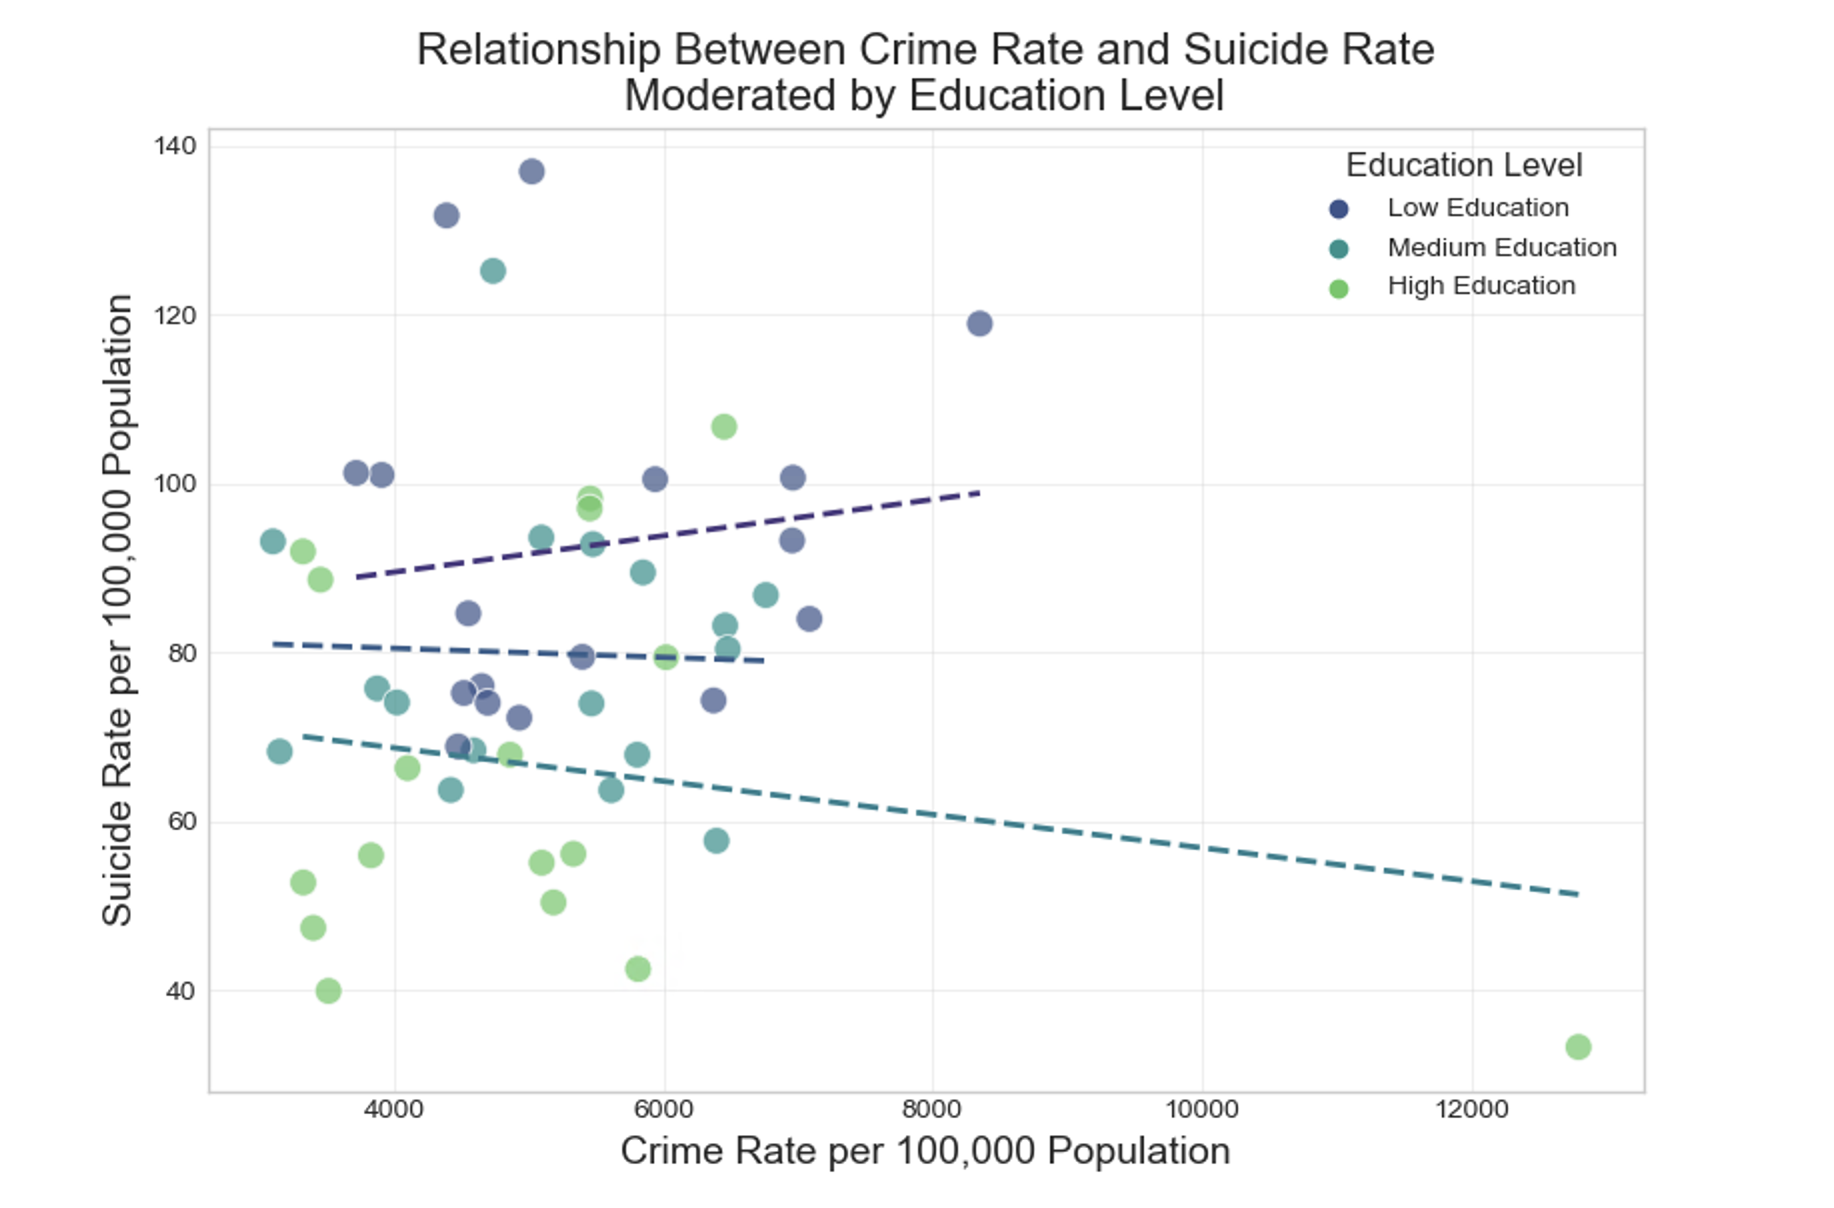 Relationship Between Crime Rate and Suicide Rate
Moderated by Education Level
140
120
100
80
60
40
Suicide Rate per 100,000 Population
Education Level
Low Education
Medium Education
High Education
4000
6000
8000
10000
12000
Crime Rate per 100,000 Population